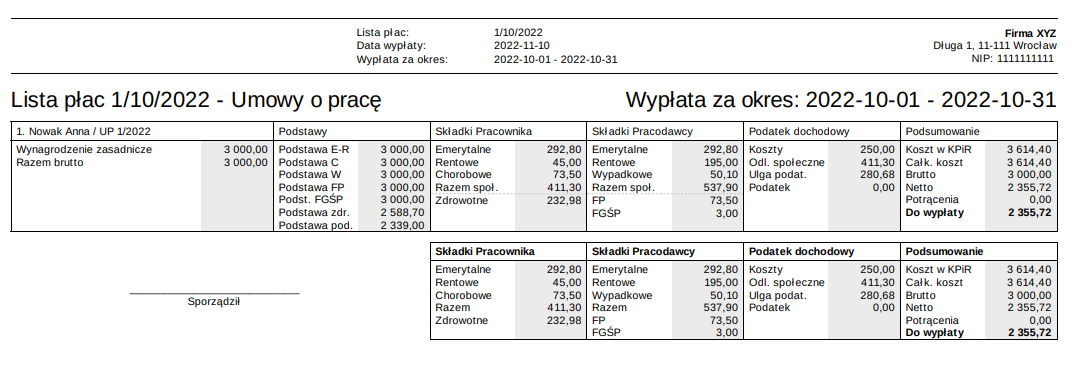 Lista płac: 1/10/2022 Firma XYZ
Data wypłaty: 2022-11-10 Długa 1, 11-111 Wrocław
Wypłata za okres: 2022-10-01 - 2022-10-31 NIP: 1111111111
Lista płac 1/10/2022 - Umowy o pracę Wypłata za okres: 2022-10-01 - 2022-10-31
1. Nowak Anna / UP 1/2022 Podstawy Składki Pracownika Składki Pracodawcy Podatek dochodowy Podsumowanie
Wynagrodzenie zasadnicze 3 000,00 Podstawa E-R 3 000,00 Emerytalne 292,80 Emerytalne 292,80 Koszty 250,00 Koszt w KPiR 3 614,40
Razem brutto 3 000,00 Podstawa C 3 000,00 Rentowe 45,00 Rentowe 195,00 Odl. społeczne 411,30 Całk. koszt 3 614,40
Podstawa W 3 000,00 Chorobowe 73,50 Wypadkowe 50,10 Ulga podat. 280,68 Brutto 3 000,00
Podstawa FP 3 000,00 Razem społ. 411,30 Razem społ. 537,90 Podatek 0,00 Netto 2 355,72
Podst. FGŚP 3 000,00 Zdrowotne 232,98 FP 73,50 Potrącenia 0,00
Podstawa zdr. 2 588,70 FGŚP 3,00 Do wypłaty 2 355,72
Podstawa pod. 2 339,00
Składki Pracownika Składki Pracodawcy Podatek dochodowy Podsumowanie
Emerytalne 292,80 Emerytalne 292,80 Koszty 250,00 Koszt w KPiR 3 614,40
Rentowe 45,00 Rentowe 195,00 Odl. społeczne 411,30 Całk. koszt 3 614,40
Chorobowe 73,50 Wypadkowe 50,10 Ulga podat. 280,68 Brutto 3 000,00
Razem 411,30 Razem 537,90 Podatek 0,00 Netto 2 355,72
Zdrowotne 232,98 FP 73,50 Potrącenia 0,00
FGŚP 3,00 Do wypłaty 2 355,72
Sporządził